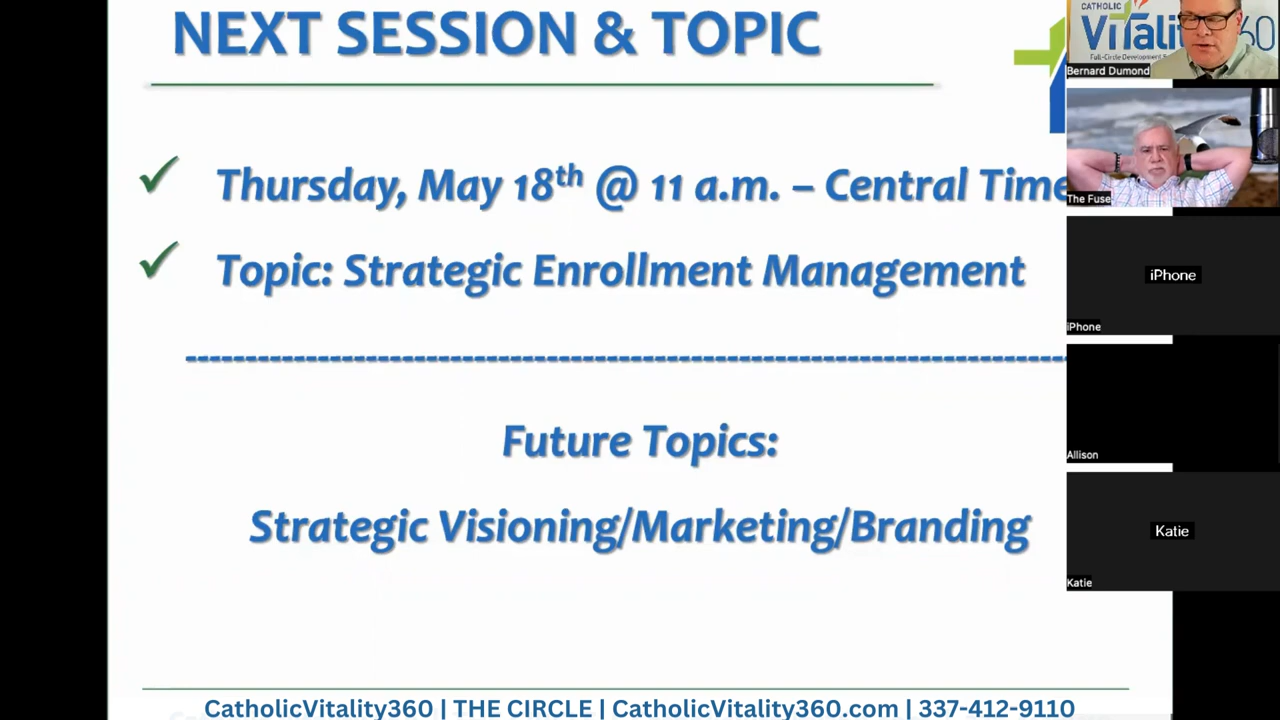 NEXT SESSION & TOPIC
✓ Thursday, May 18th @ 11 a.m. – Central Time
✓ Topic: Strategic Enrollment Management
Future Topics:
Strategic Visioning/Marketing/Branding
CatholicVitality360 | THE CIRCLE | CatholicVitality360.com | 337-412-9110
CATHOLIC
60
Bernard Dumond
The Fuse
iPhone
iPhone
Allison
Katie
Katie